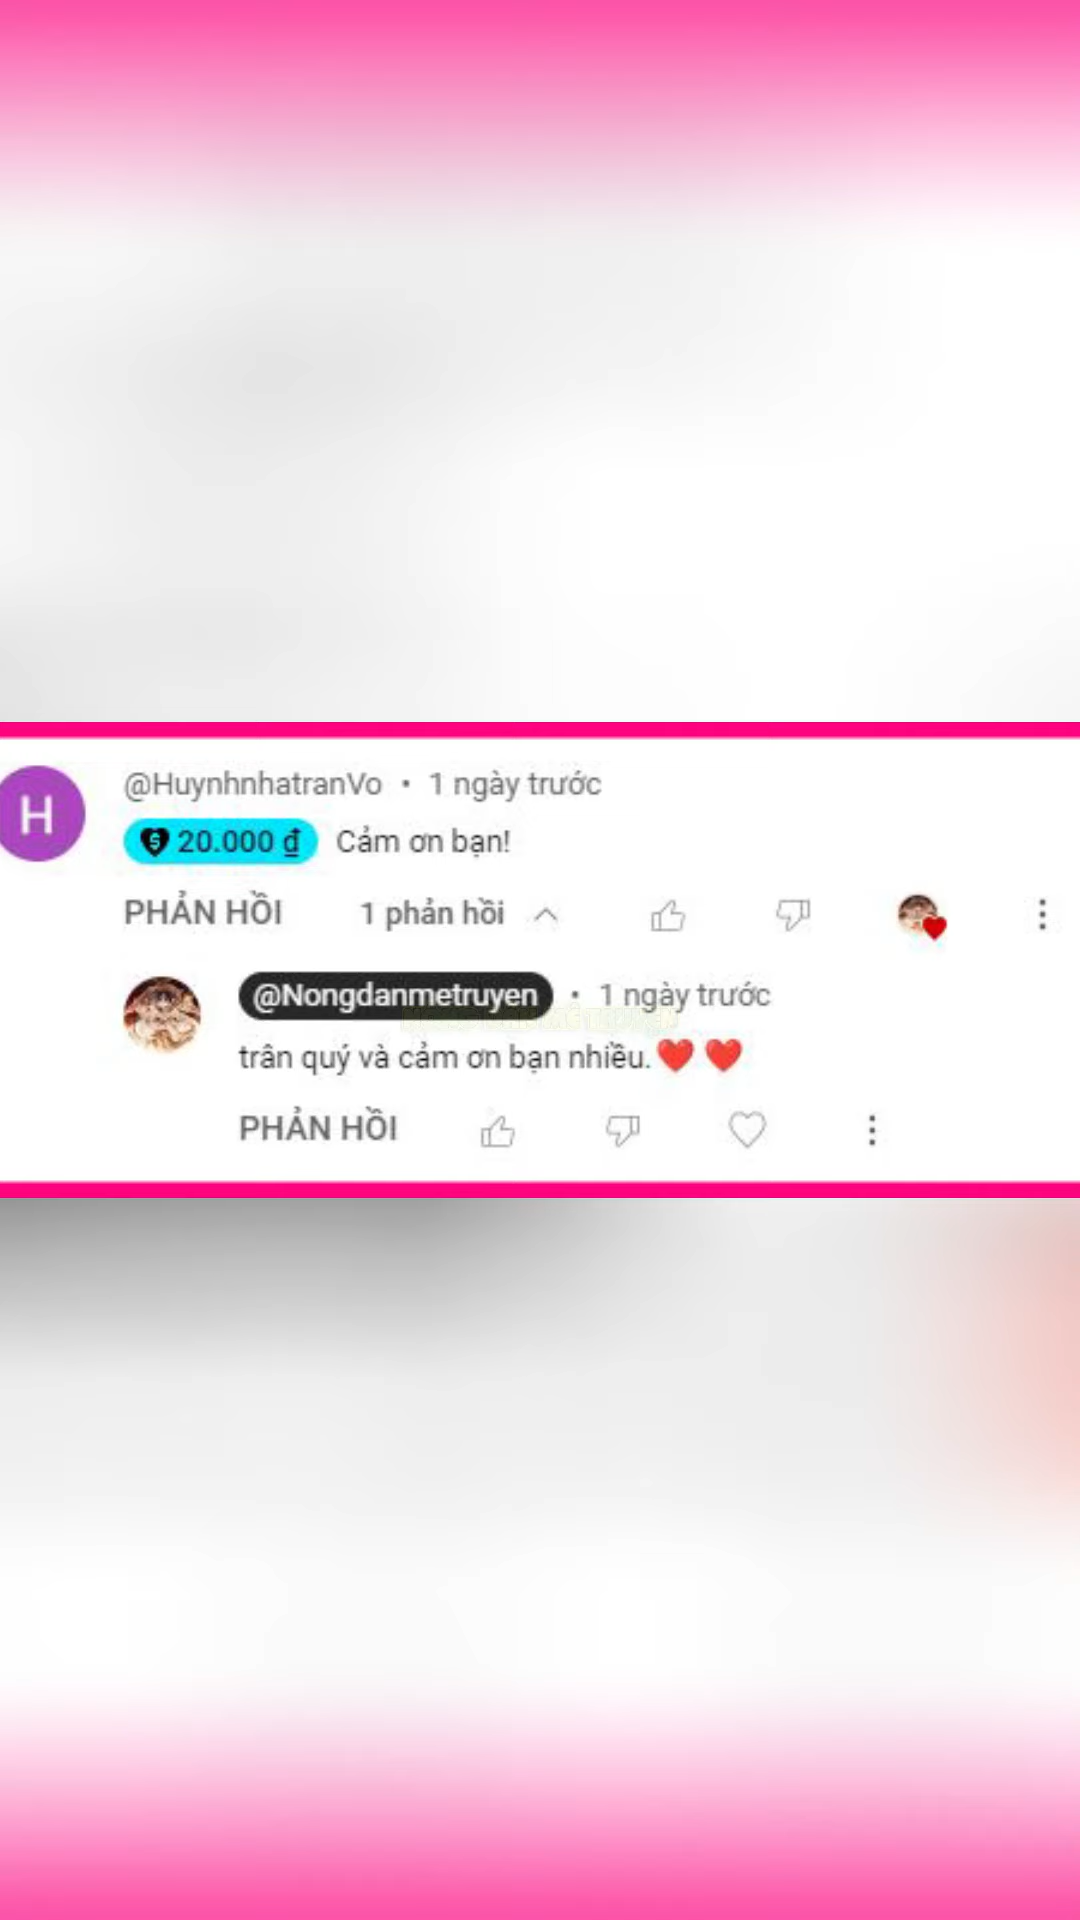 H
@HuynhnhatranVo • 1 ngày trước
20.000 ₫ Cảm ơn bạn!
PHẢN HỒI 1 phản hồi
@Nongdanmetruyen • 1 ngày trước
trân quý và cảm ơn bạn nhiều.❤️ ❤️
PHẢN HỒI